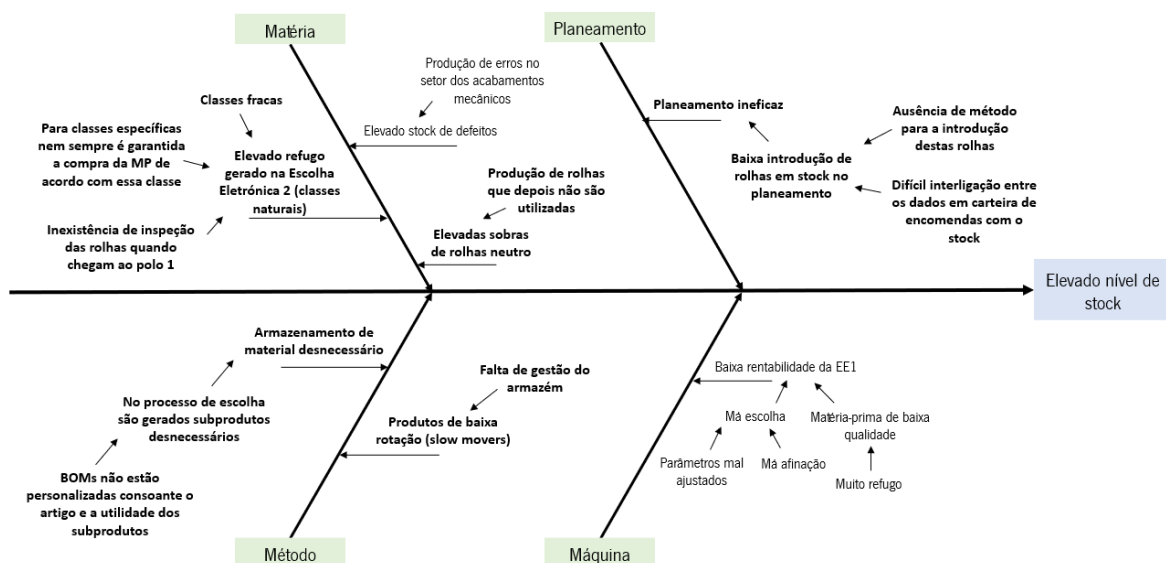 Matéria
Planeamento
Produção de erros no
setor dos acabamentos
mecânicos
Classes fracas
Elevado stock de defeitos
Para classes específicas
nem sempre é garantida
a compra da MP de
acordo com essa classe
Elevado refugo
gerado na Escolha
Eletrónica 2 (classes
naturais)
Inexistência de inspeção
das rolhas quando
chegam ao polo 1
Produção de rolhas
que depois não são
utilizadas
Elevadas sobras
de rolhas neutro
Planeamento ineficaz
Baixa introdução de
rolhas em stock no
planeamento
Ausência de método
para a introdução
destas rolhas
Difícil interligação entre
os dados em carteira de
encomendas com o
stock
Elevado nível de
stock
Armazenamento de
material desnecessário
No processo de escolha
são gerados subprodutos
desnecessários
BOMs não estão
personalizadas consoante o
artigo e a utilidade dos
subprodutos
Falta de gestão do
armazém
Produtos de baixa
rotação (slow movers)
Baixa rentabilidade da EE1
Má escolha
Matéria-prima de baixa
qualidade
Parâmetros mal
ajustados
Má afinação
Muito refugo
Método
Máquina